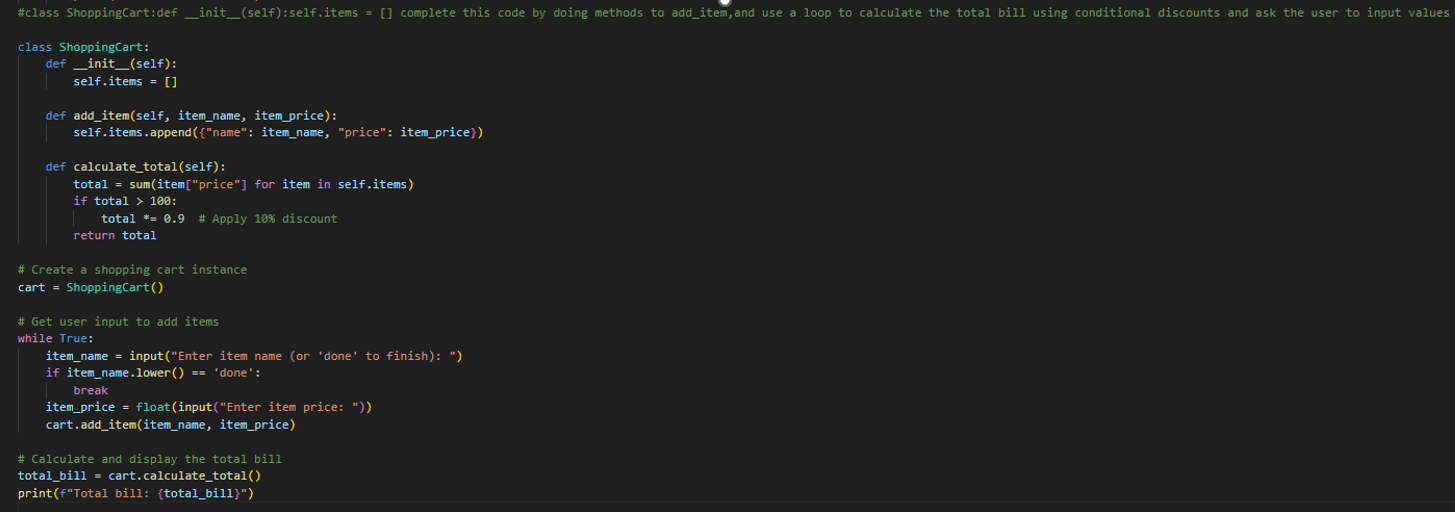 #class ShoppingCart:def __init__(self):self.items = [] complete this code by doing methods to add_item,and use a loop to calculate the total bill using conditional discounts and ask the user to input values
class ShoppingCart:
    def __init__(self):
        self.items = []
    def add_item(self, item_name, item_price):
        self.items.append({"name": item_name, "price": item_price})
    def calculate_total(self):
        total = sum(item["price"] for item in self.items)
        if total > 100:
            total *= 0.9  # Apply 10% discount
        return total
# Create a shopping cart instance
cart = ShoppingCart()
# Get user input to add items
while True:
    item_name = input("Enter item name (or 'done' to finish): ")
    if item_name.lower() == 'done':
        break
    item_price = float(input("Enter item price: "))
    cart.add_item(item_name, item_price)
# Calculate and display the total bill
total_bill = cart.calculate_total()
print(f"Total bill: {total_bill}")